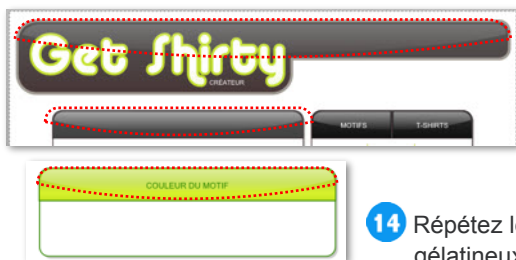 Get Shirty
CRÉATEUR
MOTIFS T-SHIRTS
COULEUR DU MOTIF
14 Répétez
gélatineux